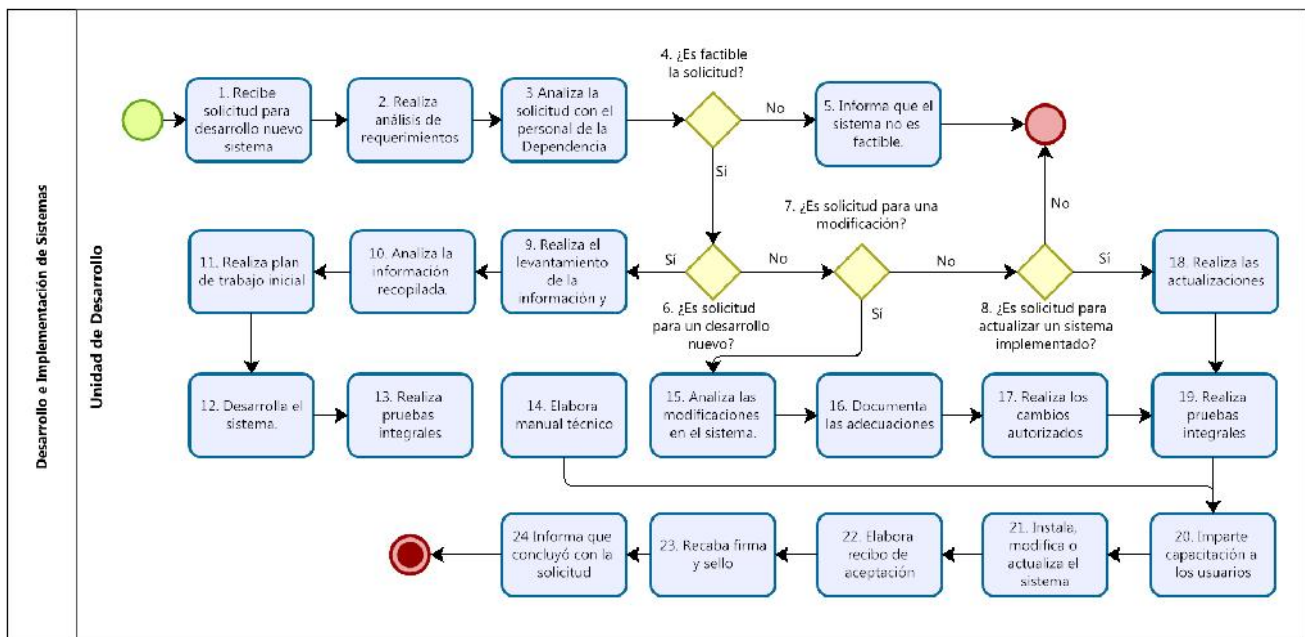 Desarrollo e Implementación de Sistemas
Unidad de Desarrollo
1. Recibe
solicitud para
desarrollo nuevo
sistema
2. Realiza
análisis de
requerimientos
3 Analiza la
solicitud con el
personal de la
Dependencia
4. ¿Es factible
la solicitud?
No
Sí
5. Informa que el
sistema no es
factible.
6. ¿Es solicitud
para un desarrollo
nuevo?
Sí
No
7. ¿Es solicitud para una
modificación?
No
Sí
8. ¿Es solicitud para
actualizar un sistema
implementado?
No
Sí
9. Realiza el
levantamiento
de la
información y
10. Analiza la
información
recopilada.
11. Realiza plan
de trabajo inicial
12. Desarrolla el
sistema.
13. Realiza
pruebas
integrales
14. Elabora
manual técnico
15. Analiza las
modificaciones
en el sistema.
16. Documenta
las adecuaciones
17. Realiza los
cambios
autorizados
18. Realiza las
actualizaciones
19. Realiza
pruebas
integrales
20. Imparte
capacitación a
los usuarios
21. Instala,
modifica o
actualiza el
sistema
22. Elabora
recibo de
aceptación
23. Recaba firma
y sello
24 Informa que
concluyó con la
solicitud